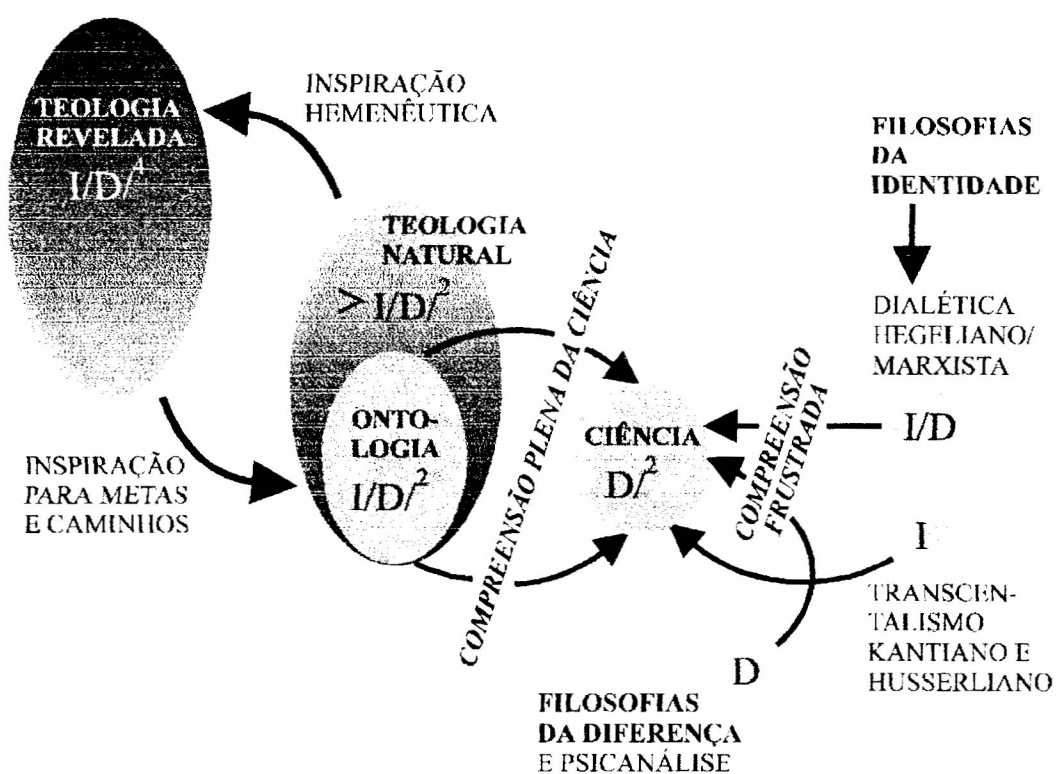 INSPIRAÇÃO
HEMENÊUTICA
TEOLOGIA
REVELADA
I/D/⁴
FILOSOFIAS
DA
IDENTIDADE
TEOLOGIA
NATURAL
> I/D/²
DIALÉTICA
HEGELIANO/
MARXISTA
COMPREENSÃO PLENA DA CIÊNCIA
ONTO-
LOGIA
I/D/²
CIÊNCIA
D/²
COMPREENSÃO
FRUSTRADA
I/D
INSPIRAÇÃO
PARA METAS
E CAMINHOS
I
TRANSCEN-
TALISMO
KANTIANO E
HUSSERLIANO
D
FILOSOFIAS
DA DIFERENÇA
E PSICANÁLISE